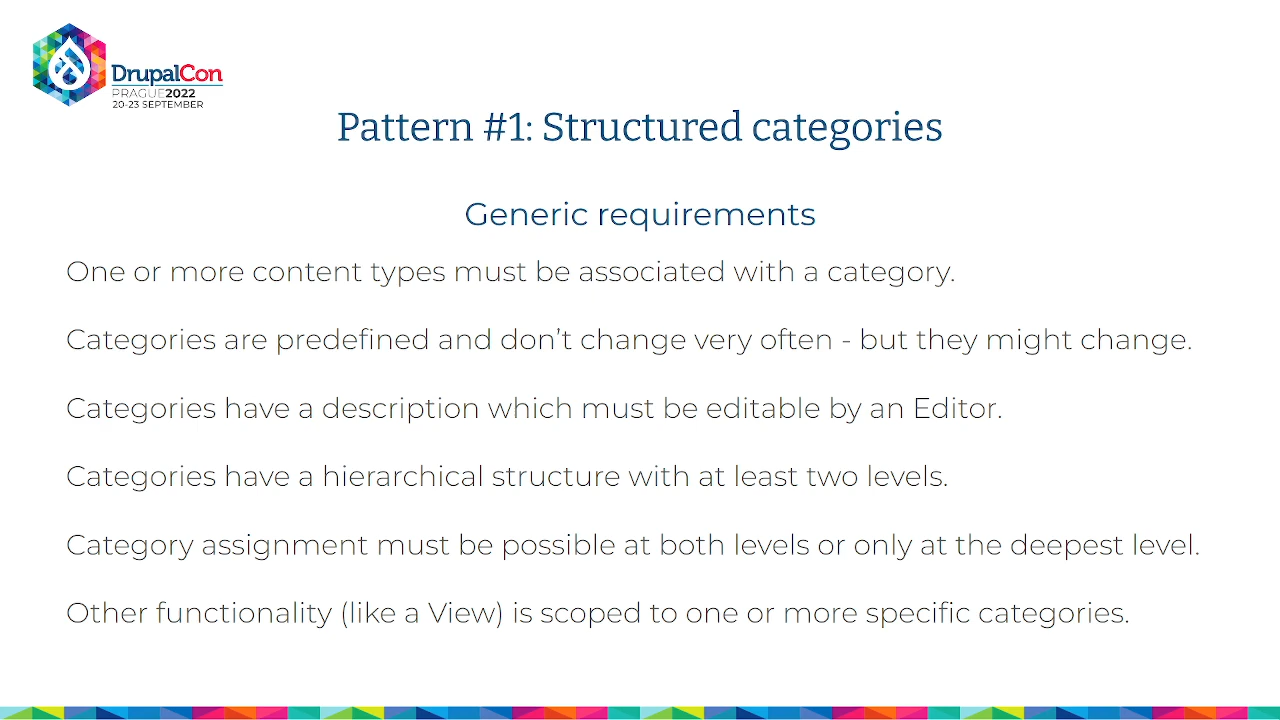 DrupalCon
PRAGUE2022
20-23 SEPTEMBER
Pattern #1: Structured categories
Generic requirements
One or more content types must be associated with a category.
Categories are predefined and don’t change very often - but they might change.
Categories have a description which must be editable by an Editor.
Categories have a hierarchical structure with at least two levels.
Category assignment must be possible at both levels or only at the deepest level.
Other functionality (like a View) is scoped to one or more specific categories.